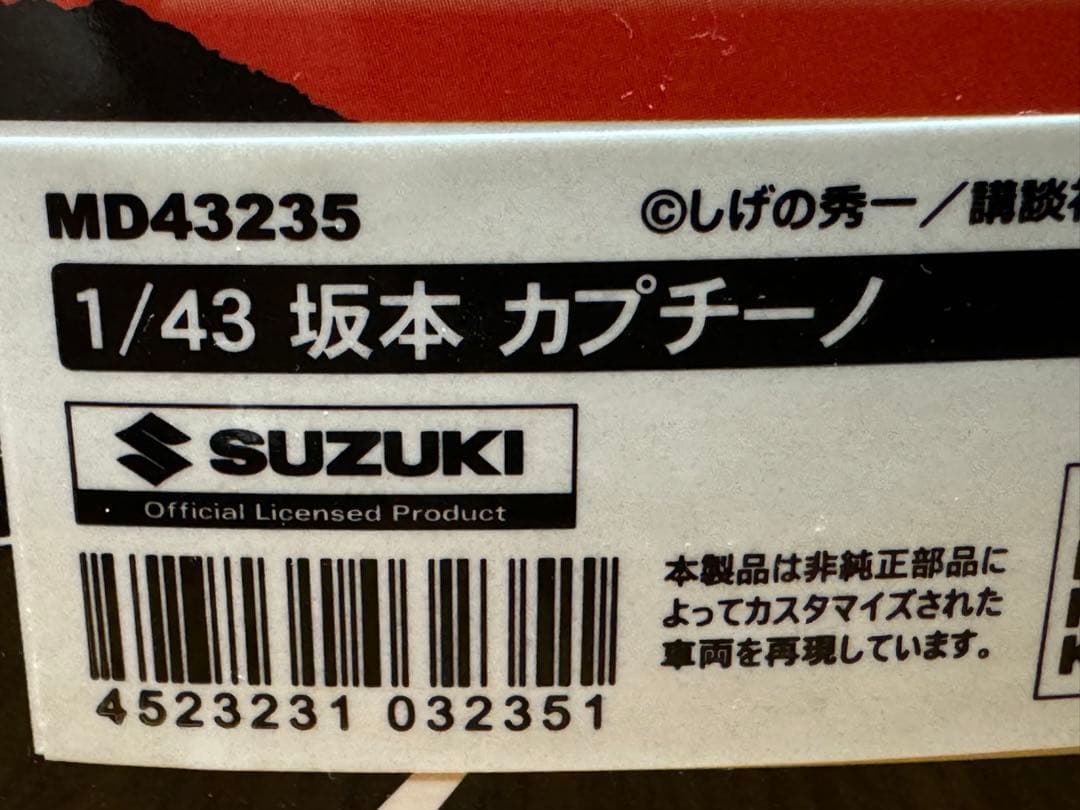 MD43235
©しげの秀一／講談社
1/43 坂本 カプチーノ
SUZUKI
Official Licensed Product
本製品は非純正部品に
よってカスタマイズされた
車両を再現しています。
4523231 032351